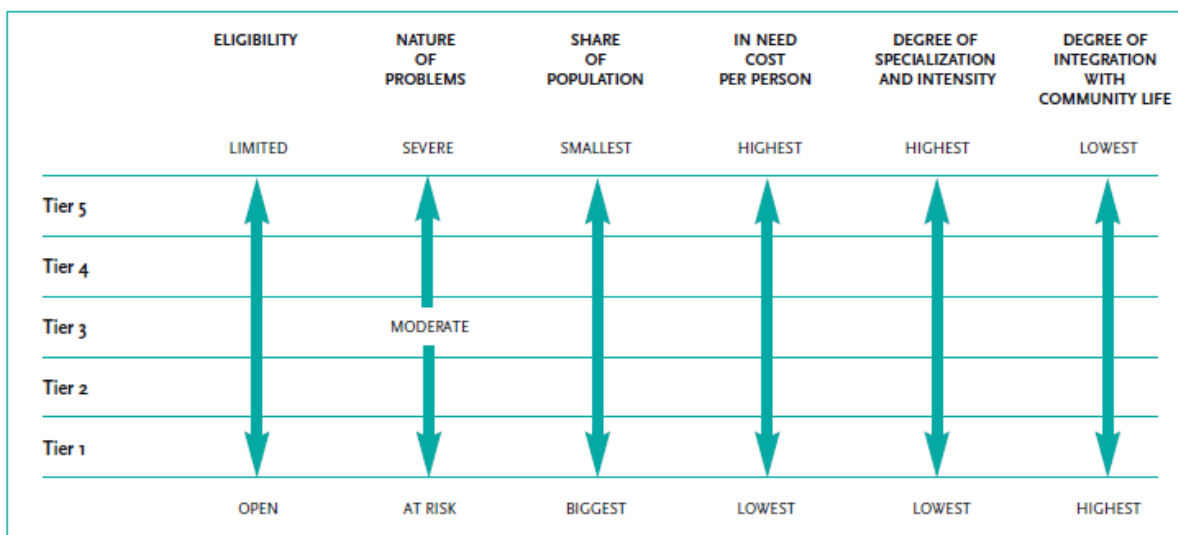 ELIGIBILITY
NATURE
OF
PROBLEMS
SHARE
OF
POPULATION
IN NEED
COST
PER PERSON
DEGREE OF
SPECIALIZATION
AND INTENSITY
DEGREE OF
INTEGRATION
WITH
COMMUNITY LIFE
LIMITED
SEVERE
SMALLEST
HIGHEST
HIGHEST
LOWEST
Tier 5
Tier 4
Tier 3
MODERATE
Tier 2
Tier 1
OPEN
AT RISK
BIGGEST
LOWEST
LOWEST
HIGHEST